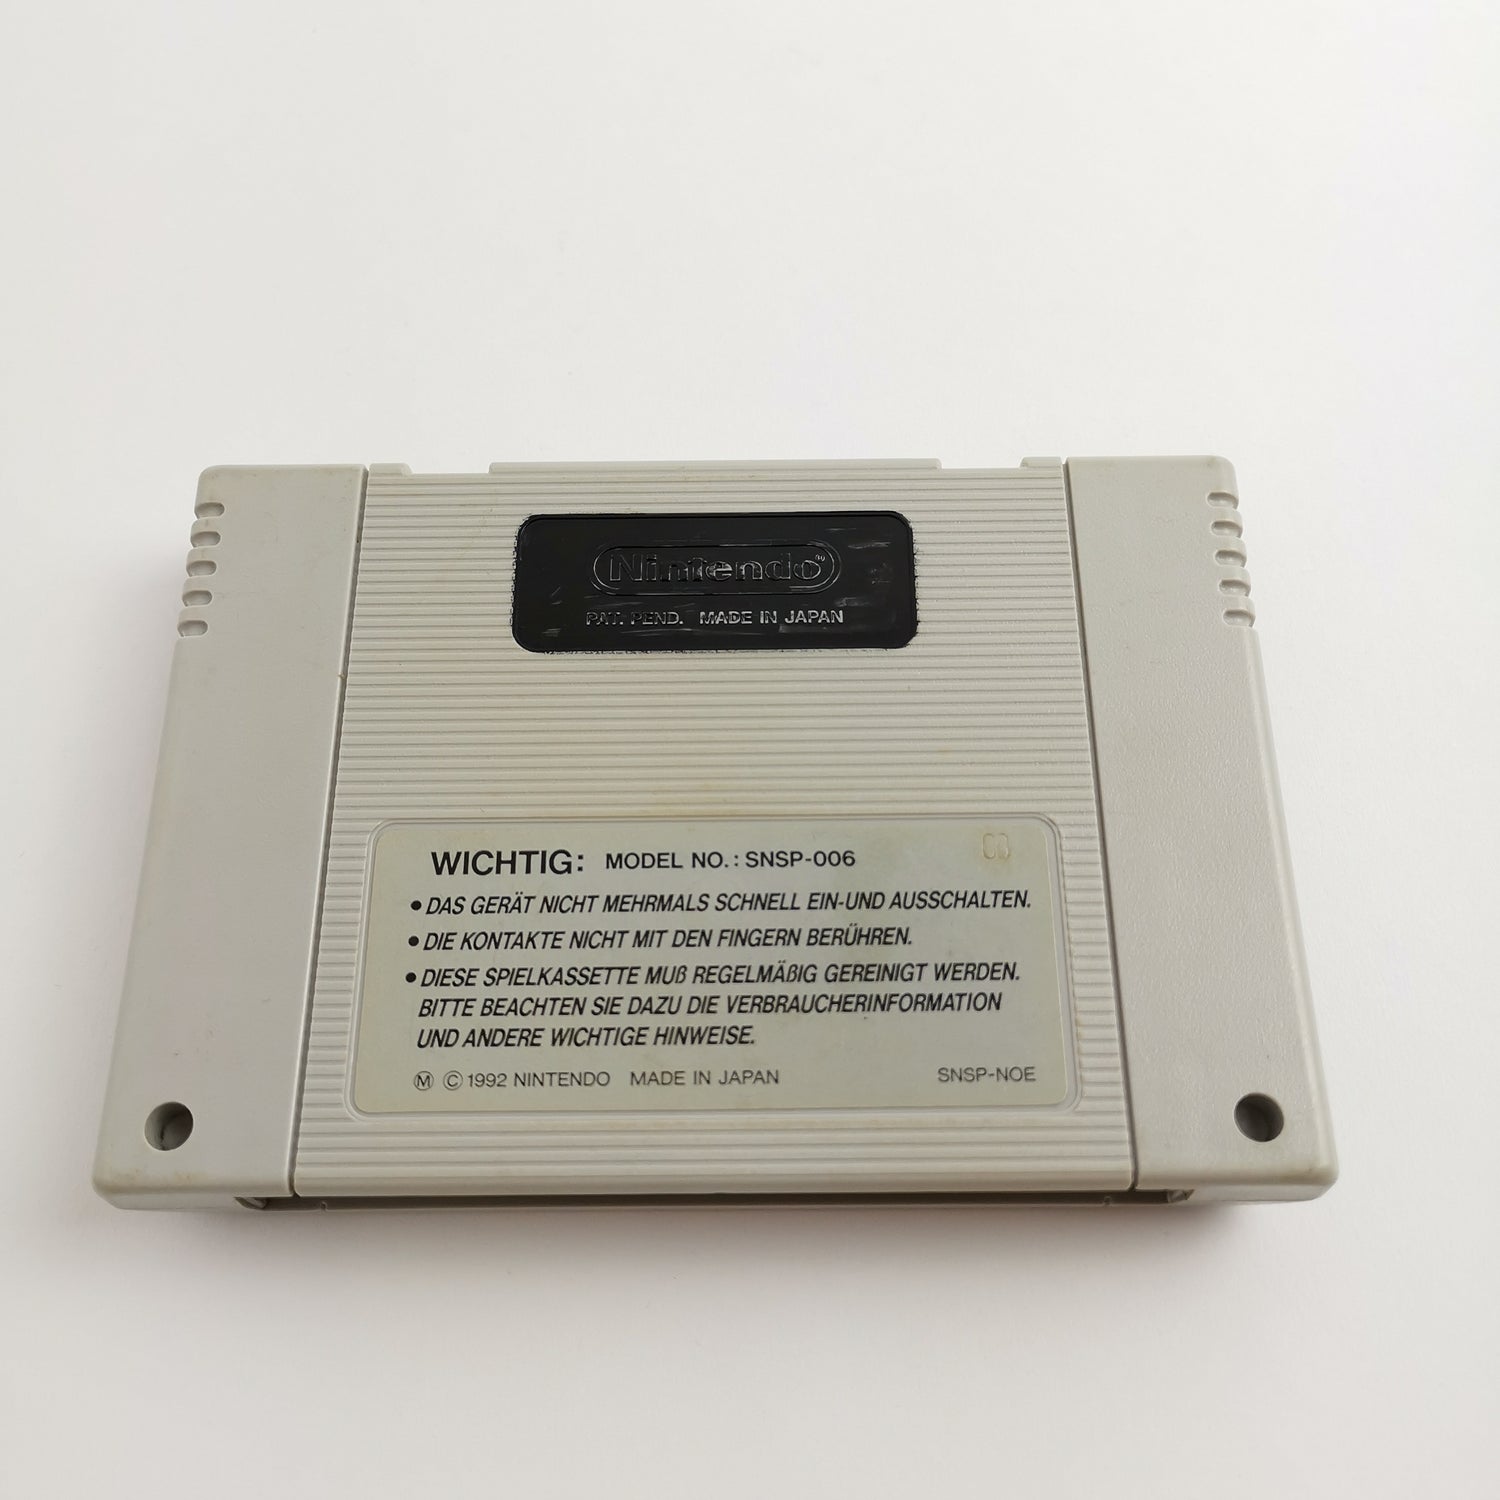 Nintendo®
PAT. PEND. MADE IN JAPAN
WICHTIG: MODEL NO.: SNSP-006
• DAS GERÄT NICHT MEHRMALS SCHNELL EIN-UND AUSSCHALTEN.
• DIE KONTAKTE NICHT MIT DEN FINGERN BERÜHREN.
• DIESE SPIELKASSETTE MUß REGELMÄßIG GEREINIGT WERDEN.
BITTE BEACHTEN SIE DAZU DIE VERBRAUCHERINFORMATION
UND ANDERE WICHTIGE HINWEISE.
Ⓜ © 1992 NINTENDO MADE IN JAPAN SNSP-NOE